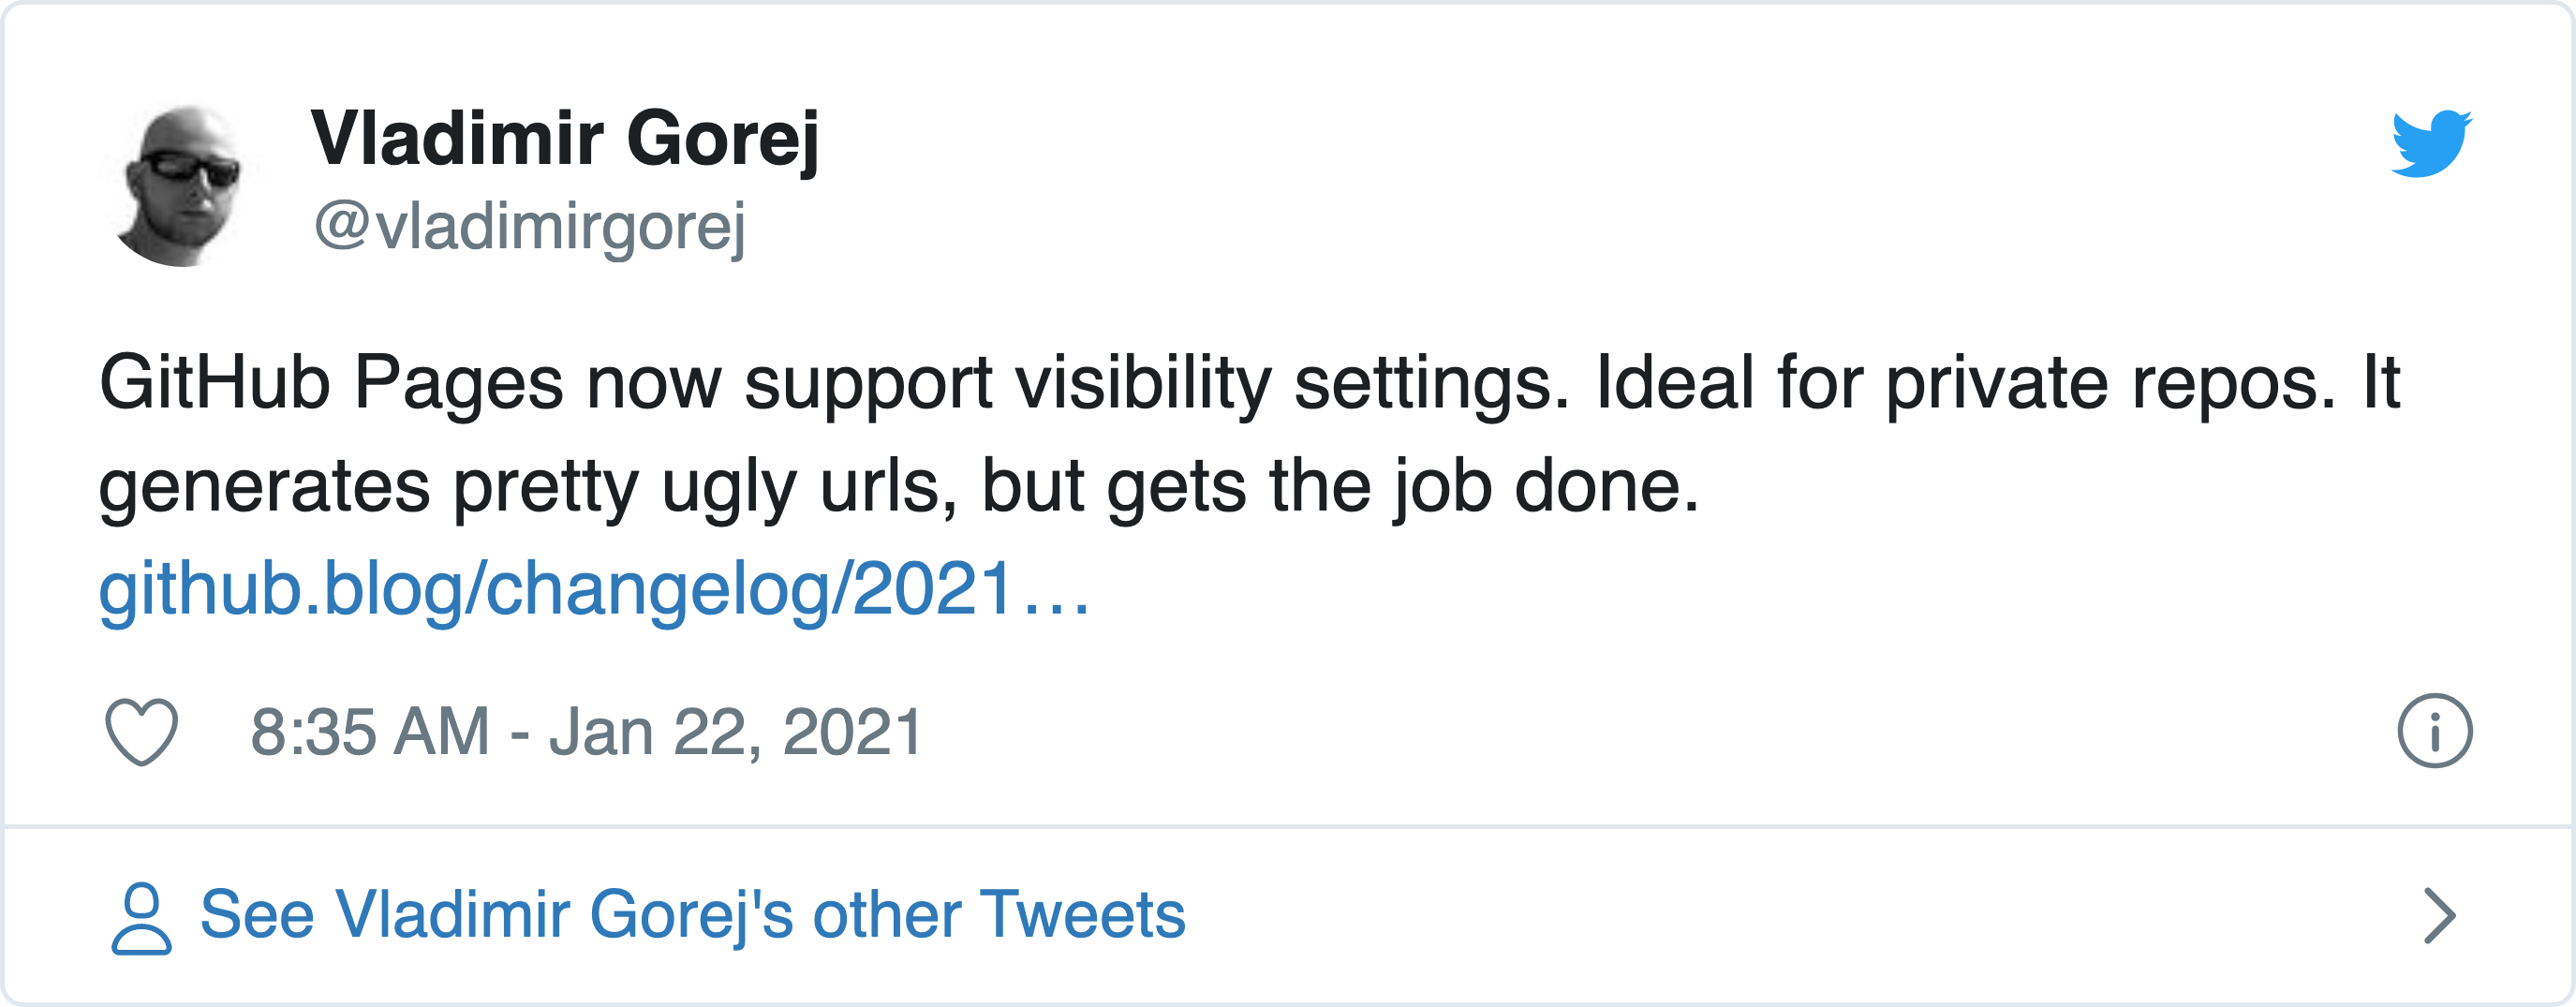 Vladimir Gorej
@vladimirgorej
GitHub Pages now support visibility settings. Ideal for private repos. It
generates pretty ugly urls, but gets the job done.
github.blog/changelog/2021…
8:35 AM - Jan 22, 2021
See Vladimir Gorej's other Tweets